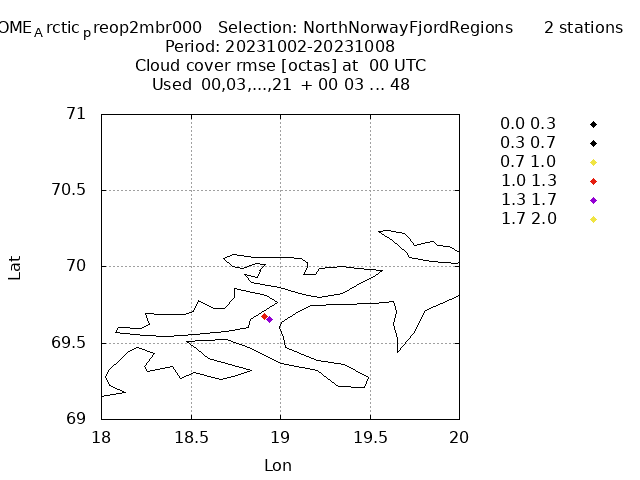 OME A rctic p reop2mbr000 Selection: NorthNorwayFjordRegions 2 stations
Period: 20231002-20231008
Cloud cover rmse [octas] at 00 UTC
Used 00,03,...,21 + 00 03 ... 48
0.0 0.3
0.3 0.7
0.7 1.0
1.0 1.3
1.3 1.7
1.7 2.0
Lat
71
70.5
70
69.5
69
18 18.5 19 19.5 20
Lon